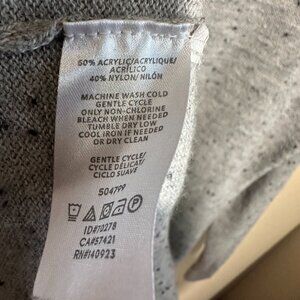 60% ACRYLIC/ACRYLIQUE/
ACRÍLICO
40% NYLON/NILÓN
MACHINE WASH COLD
GENTLE CYCLE
ONLY NON-CHLORINE
BLEACH WHEN NEEDED
TUMBLE DRY LOW
COOL IRON IF NEEDED
OR DRY CLEAN
GENTLE CYCLE/
CYCLE DÉLICAT/
CICLO SUAVE
504799
ID#70278
CA#57421
RN#140923